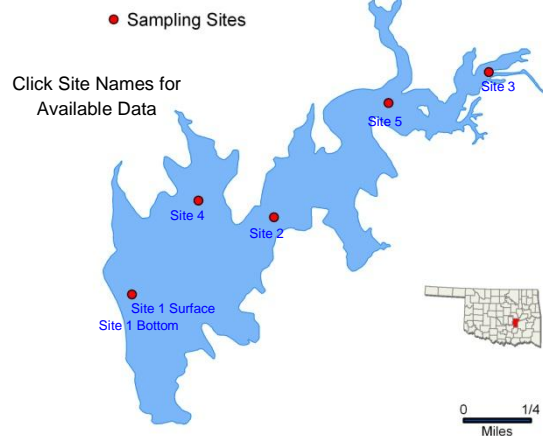 Sampling Sites
Click Site Names for
Available Data
Site 3
Site 5
Site 4
Site 2
Site 1 Surface
Site 1 Bottom
0 1/4
Miles